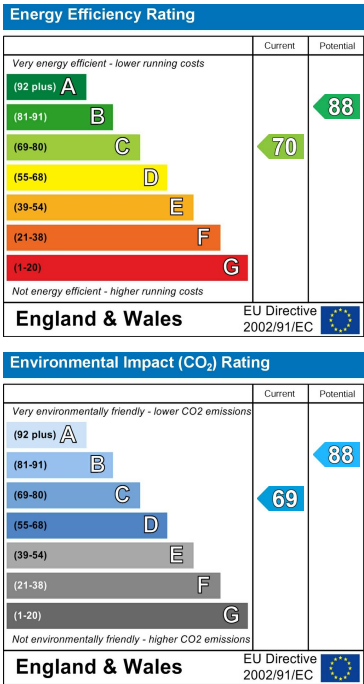 Energy Efficiency Rating
Current Potential
Very energy efficient - lower running costs
(92 plus) A
(81-91) B
88
(69-80) C
70
(55-68) D
(39-54) E
(21-38) F
(1-20) G
Not energy efficient - higher running costs
England & Wales
EU Directive
2002/91/EC
Environmental Impact (CO₂) Rating
Current Potential
Very environmentally friendly - lower CO2 emissions
(92 plus) A
(81-91) B
88
(69-80) C
69
(55-68) D
(39-54) E
(21-38) F
(1-20) G
Not environmentally friendly - higher CO2 emissions
England & Wales
EU Directive
2002/91/EC